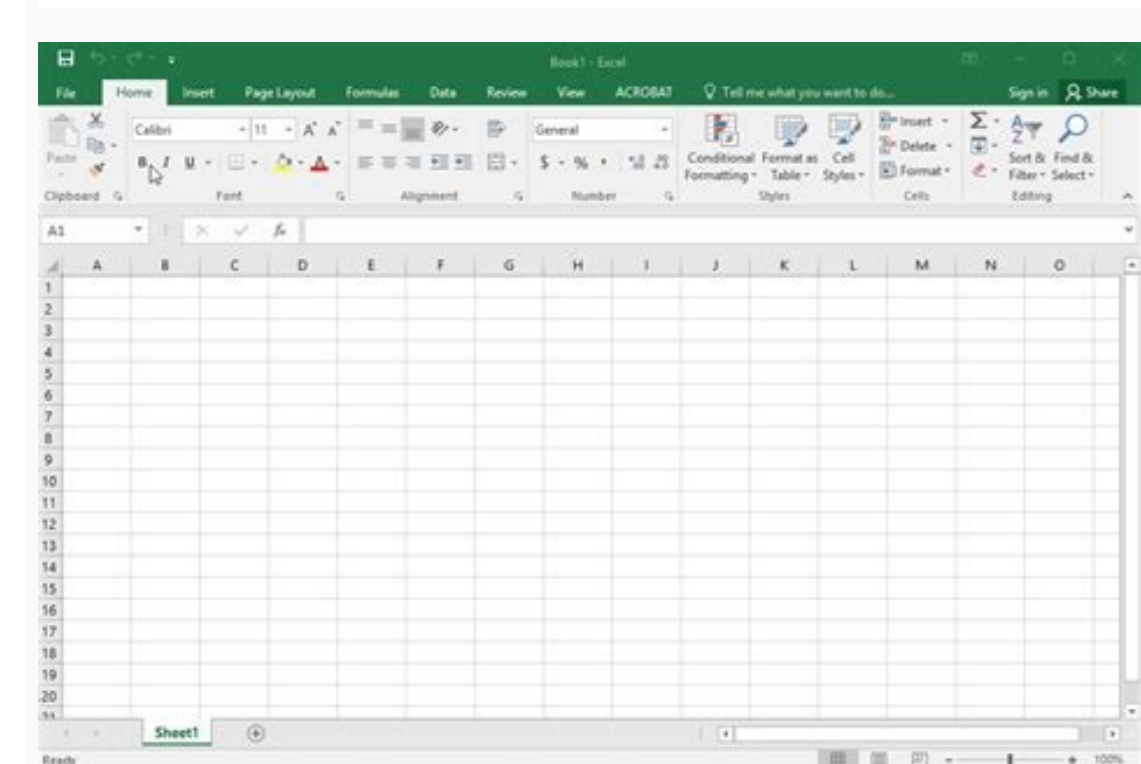 Book1 - Excel
File Home Insert Page Layout Formulas Data Review View ACROBAT Tell me what you want to do... Sign in Share
Calibri 11 A A General Insert
Paste B I U A $ % Conditional Formatting Format as Table Cell Styles Delete Format Sort & Filter Find & Select
Clipboard Font Alignment Number Styles Cells Editing
A1 fx
A B C D E F G H I J K L M N O
1
2
3
4
5
6
7
8
9
10
11
12
13
14
15
16
17
18
19
20
Sheet1
Ready 100%